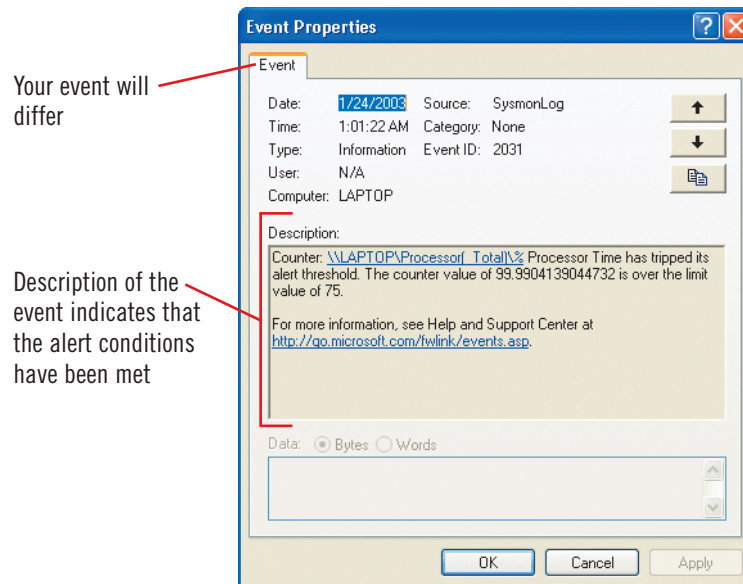 Event Properties
Event
Your event will
differ
Date: 1/24/2003 Source: SysmonLog
Time: 1:01:22 AM Category: None
Type: Information Event ID: 2031
User: N/A
Computer: LAPTOP
Description:
Counter: \\LAPTOP\Processor(_Total)\% Processor Time has tripped its
alert threshold. The counter value of 99.9904139044732 is over the limit
value of 75.
For more information, see Help and Support Center at
http://go.microsoft.com/fwlink/events.asp.
Description of the
event indicates that
the alert conditions
have been met
Data: Bytes Words
OK Cancel Apply